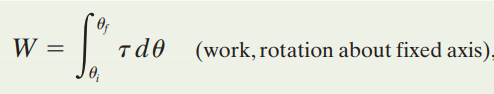 W = ∫_{θ_i}^{θ_f} τ dθ (work, rotation about fixed axis),